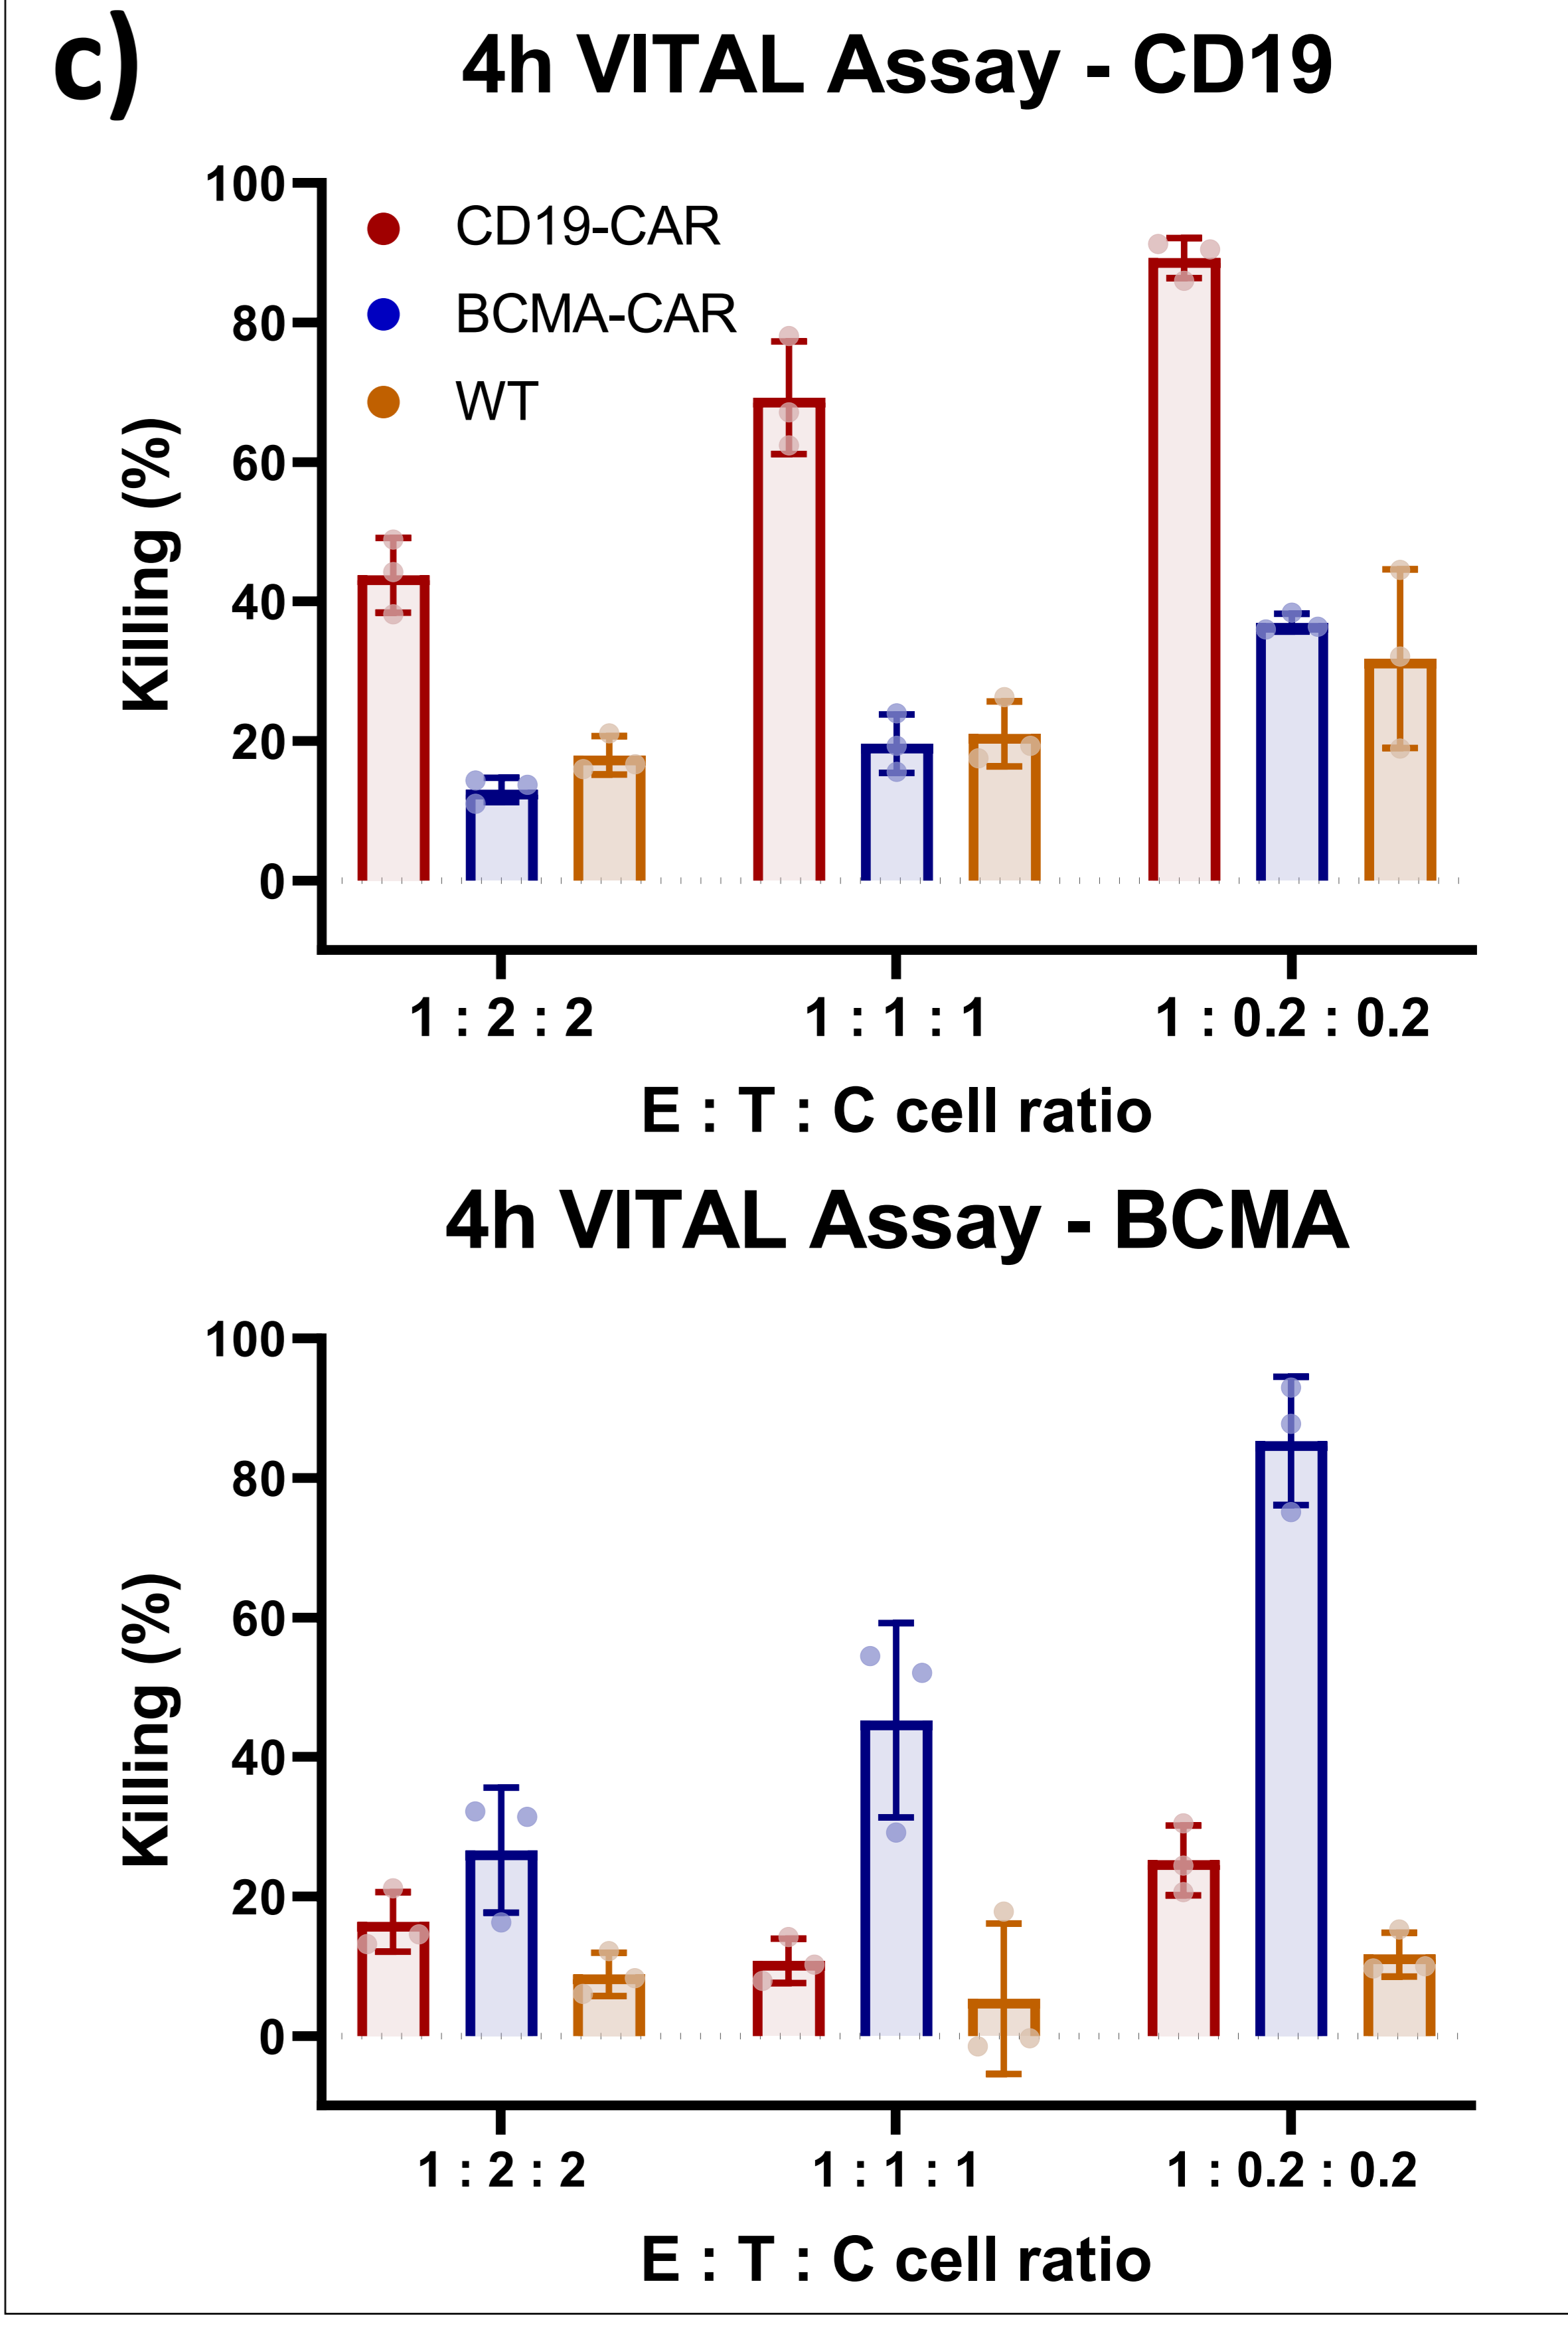 c)
4h VITAL Assay - CD19
100
80
60
40
20
0
Killing (%)
CD19-CAR
BCMA-CAR
WT
1 : 2 : 2
1 : 1 : 1
1 : 0.2 : 0.2
E : T : C cell ratio
4h VITAL Assay - BCMA
100
80
60
40
20
0
Killing (%)
1 : 2 : 2
1 : 1 : 1
1 : 0.2 : 0.2
E : T : C cell ratio